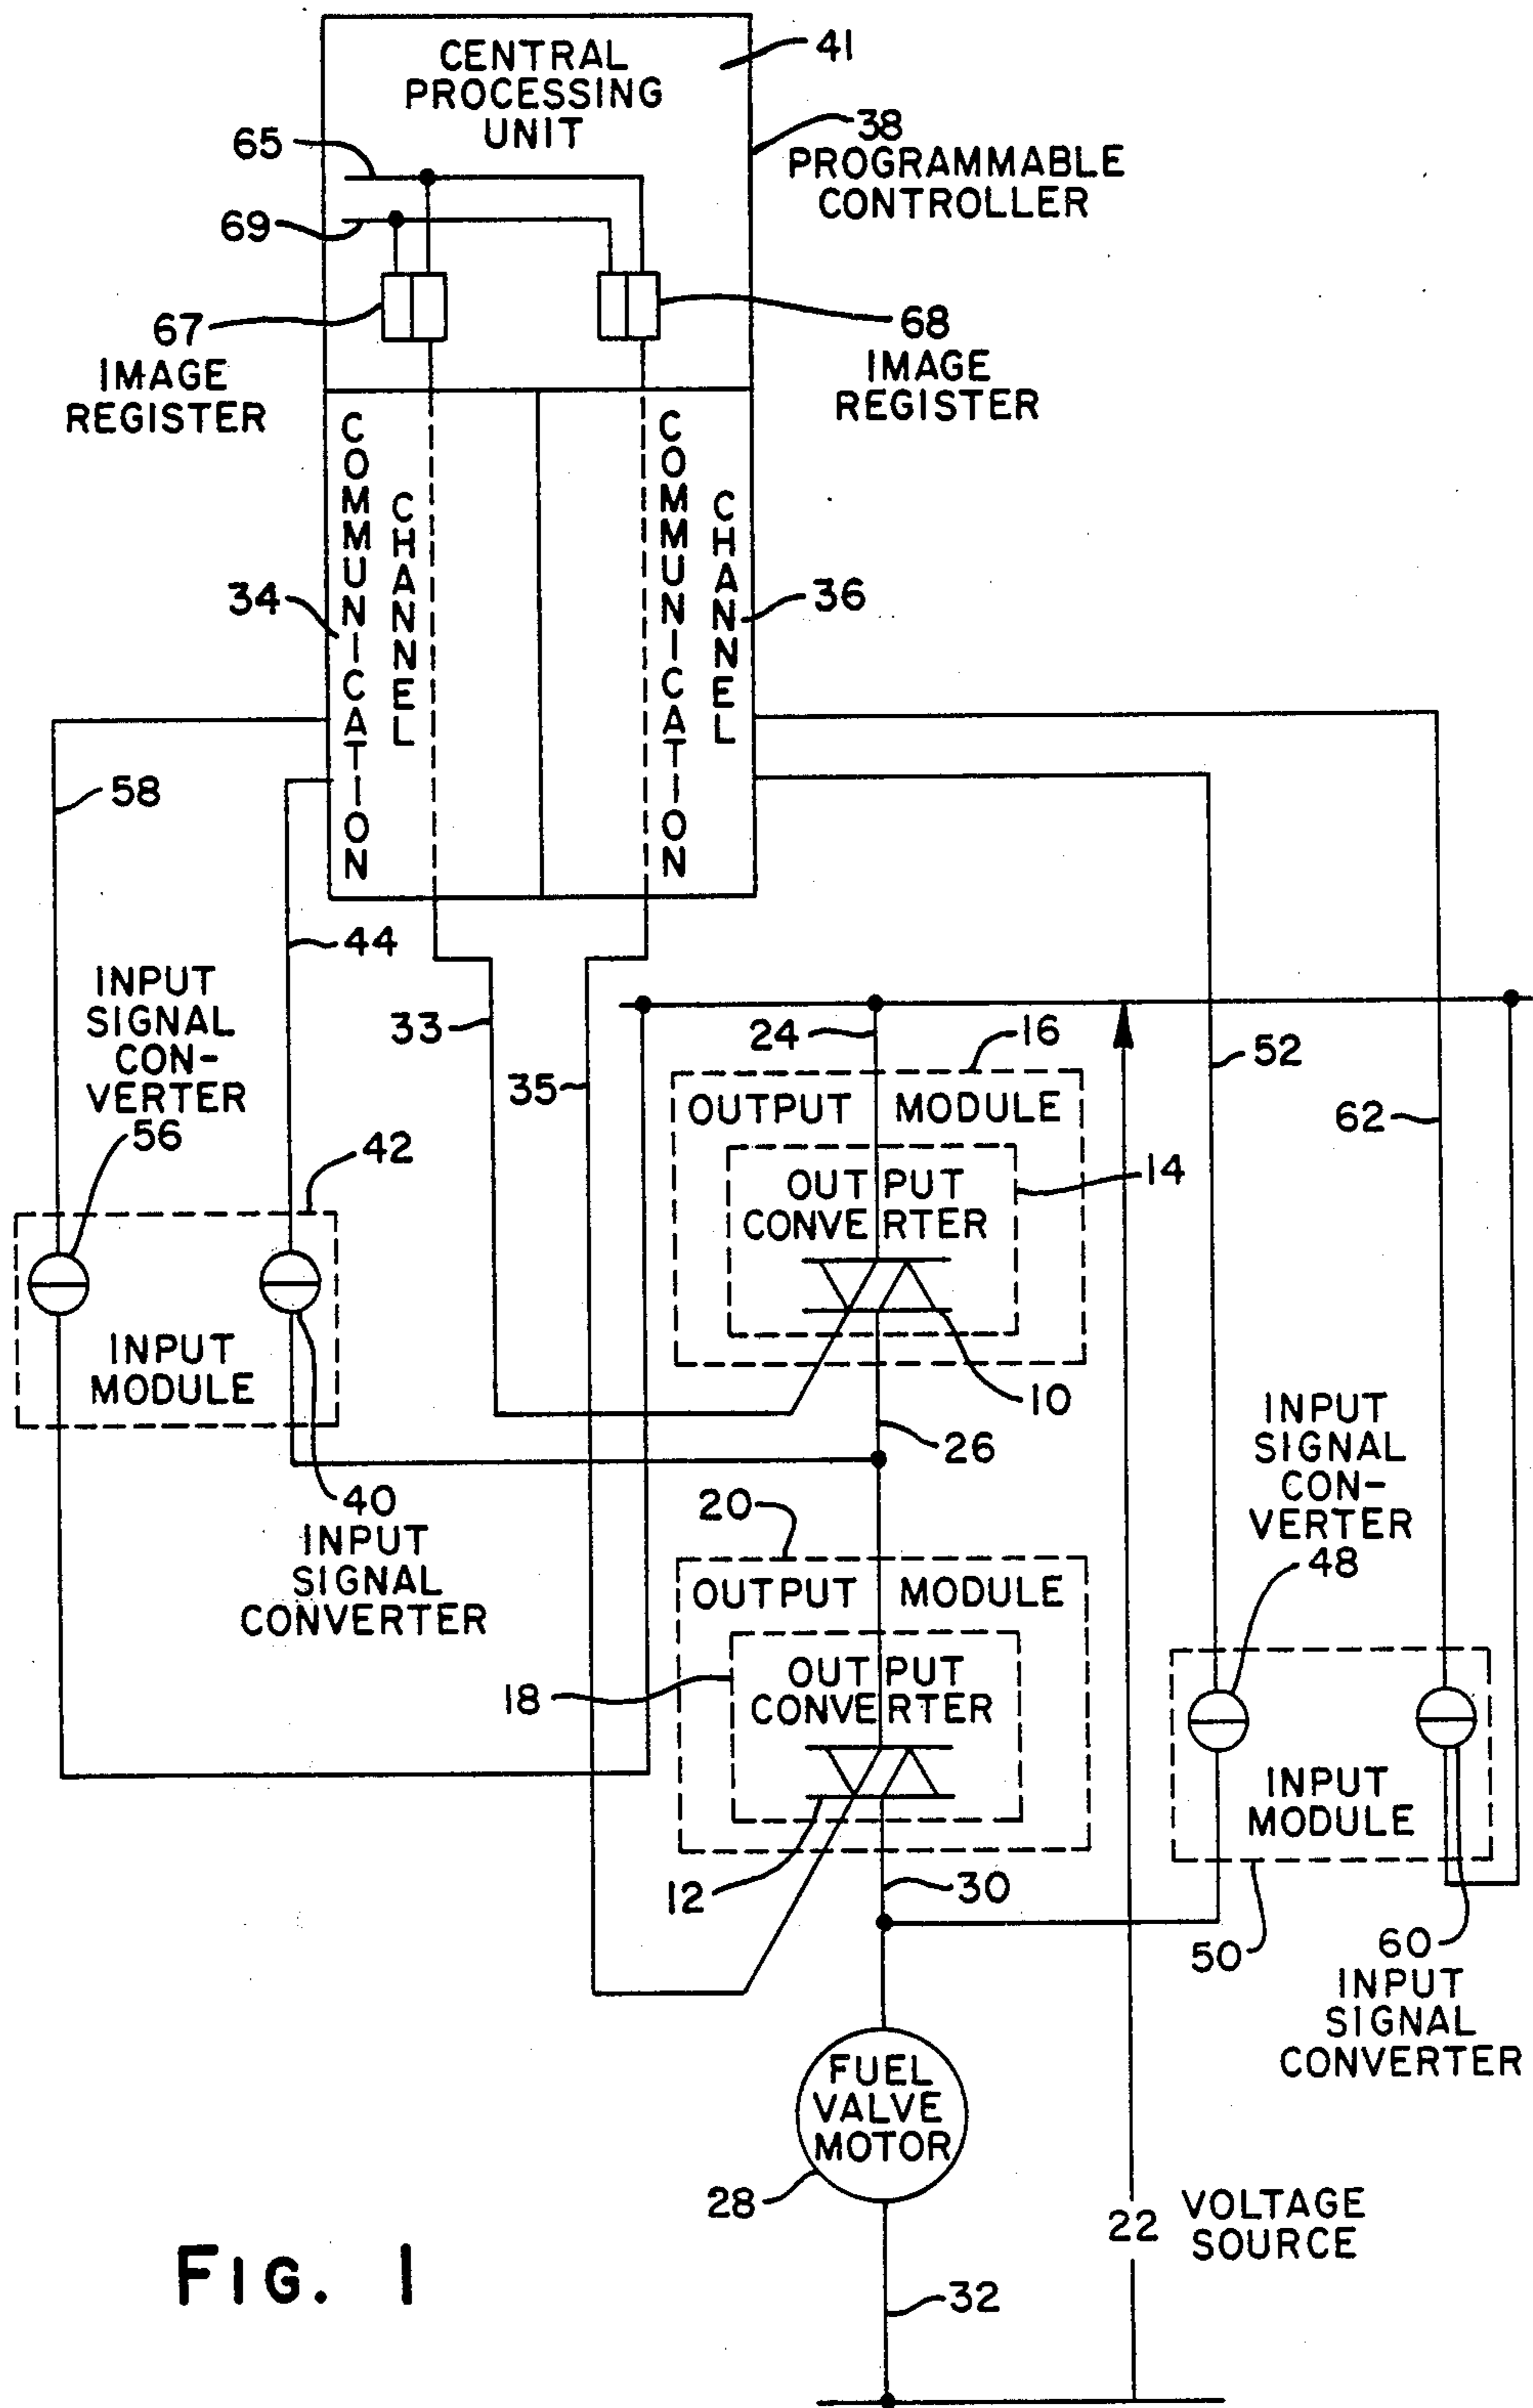 CENTRAL
PROCESSING
UNIT
41
38
PROGRAMMABLE
CONTROLLER
65
69
67
IMAGE
REGISTER
68
IMAGE
REGISTER
COMMUNICATION
CHANNEL
COMMUNICATION
CHANNEL
34
36
58
44
INPUT
SIGNAL
CON-
VERTER
56
42
33
35
24
16
52
62
OUTPUT MODULE
OUTPUT
CONVERTER
14
INPUT
MODULE
10
26
40
INPUT
SIGNAL
CONVERTER
INPUT
SIGNAL
CON-
VERTER
48
20
OUTPUT MODULE
OUTPUT
CONVERTER
18
INPUT
MODULE
12
30
50
60
INPUT
SIGNAL
CONVERTER
FUEL
VALVE
MOTOR
28
22
VOLTAGE
SOURCE
32
FIG. 1